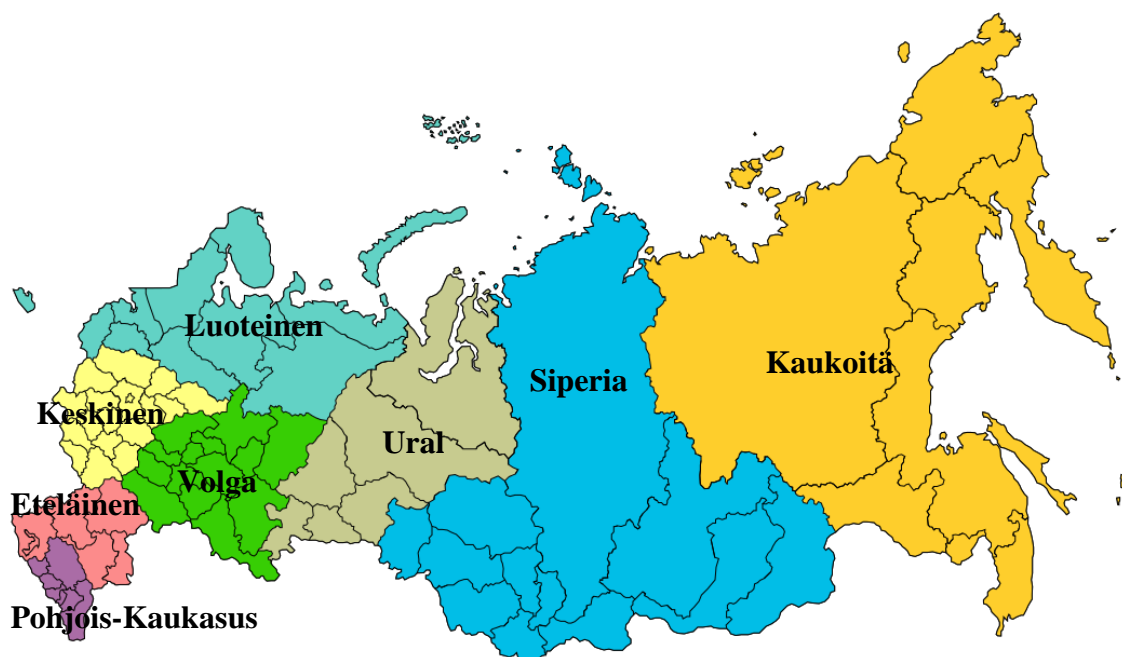 Luoteinen
Kaukoitä
Siperia
Keskinen
Ural
Volga
Eteläinen
Pohjois-Kaukasus